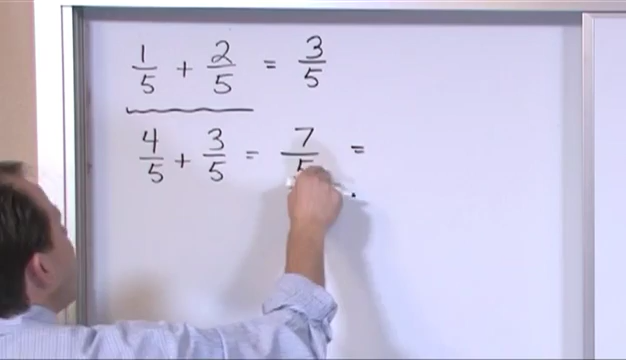 1/5 + 2/5 = 3/5
4/5 + 3/5 = 7/5 =